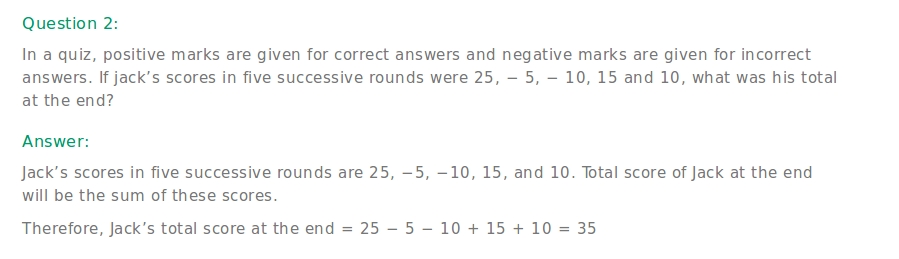 Question 2:
In a quiz, positive marks are given for correct answers and negative marks are given for incorrect
answers. If jack’s scores in five successive rounds were 25, − 5, − 10, 15 and 10, what was his total
at the end?
Answer:
Jack’s scores in five successive rounds are 25, −5, −10, 15, and 10. Total score of Jack at the end
will be the sum of these scores.
Therefore, Jack’s total score at the end = 25 − 5 − 10 + 15 + 10 = 35